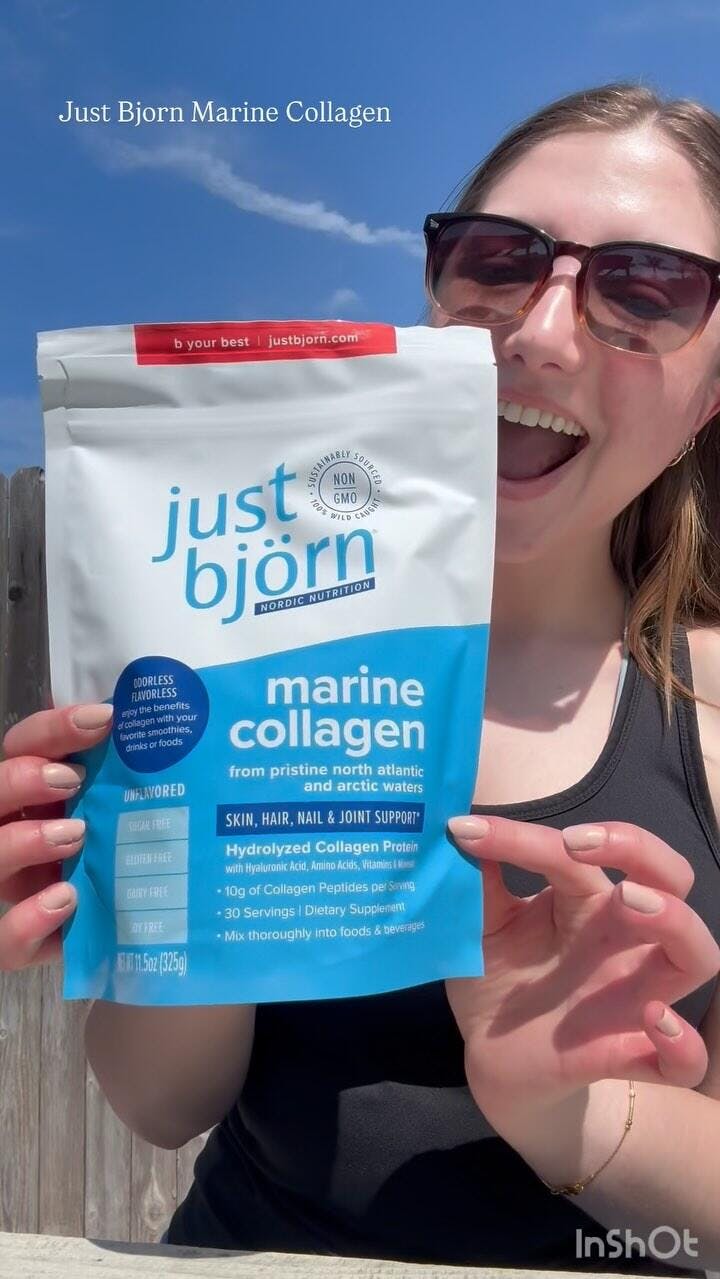 Just Bjorn Marine Collagen
b your best | justbjorn.com
SUSTAINABLY SOURCED
NON
GMO
100% WILD CAUGHT
just
björn
NORDIC NUTRITION
ODORLESS
FLAVORLESS
enjoy the benefits
of collagen with your
favorite smoothies,
drinks or foods
marine
collagen
from pristine north atlantic
and arctic waters
UNFLAVORED
SUGAR FREE
GLUTEN FREE
DAIRY FREE
SOY FREE
NET WT 11.5oz (325g)
SKIN, HAIR, NAIL & JOINT SUPPORT*
Hydrolyzed Collagen Protein
with Hyaluronic Acid, Amino Acids, Vitamins &
• 10g of Collagen Peptides per Serving
• 30 Servings | Dietary Supplement
• Mix thoroughly into foods & beverages
InShOt